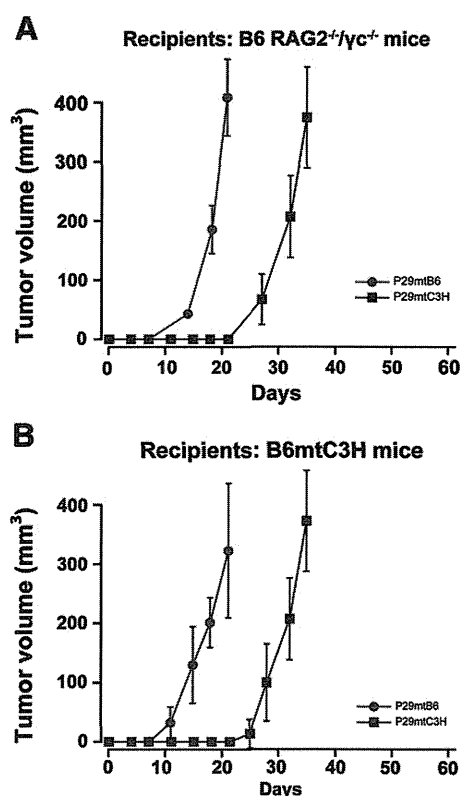 A
Recipients: B6 RAG2-/-/γc-/- mice
Tumor volume (mm³)
400
300
200
100
0
P29mtB6
P29mtC3H
0 10 20 30 40 50 60
Days
B
Recipients: B6mtC3H mice
Tumor volume (mm³)
400
300
200
100
0
P29mtB6
P29mtC3H
0 10 20 30 40 50 60
Days